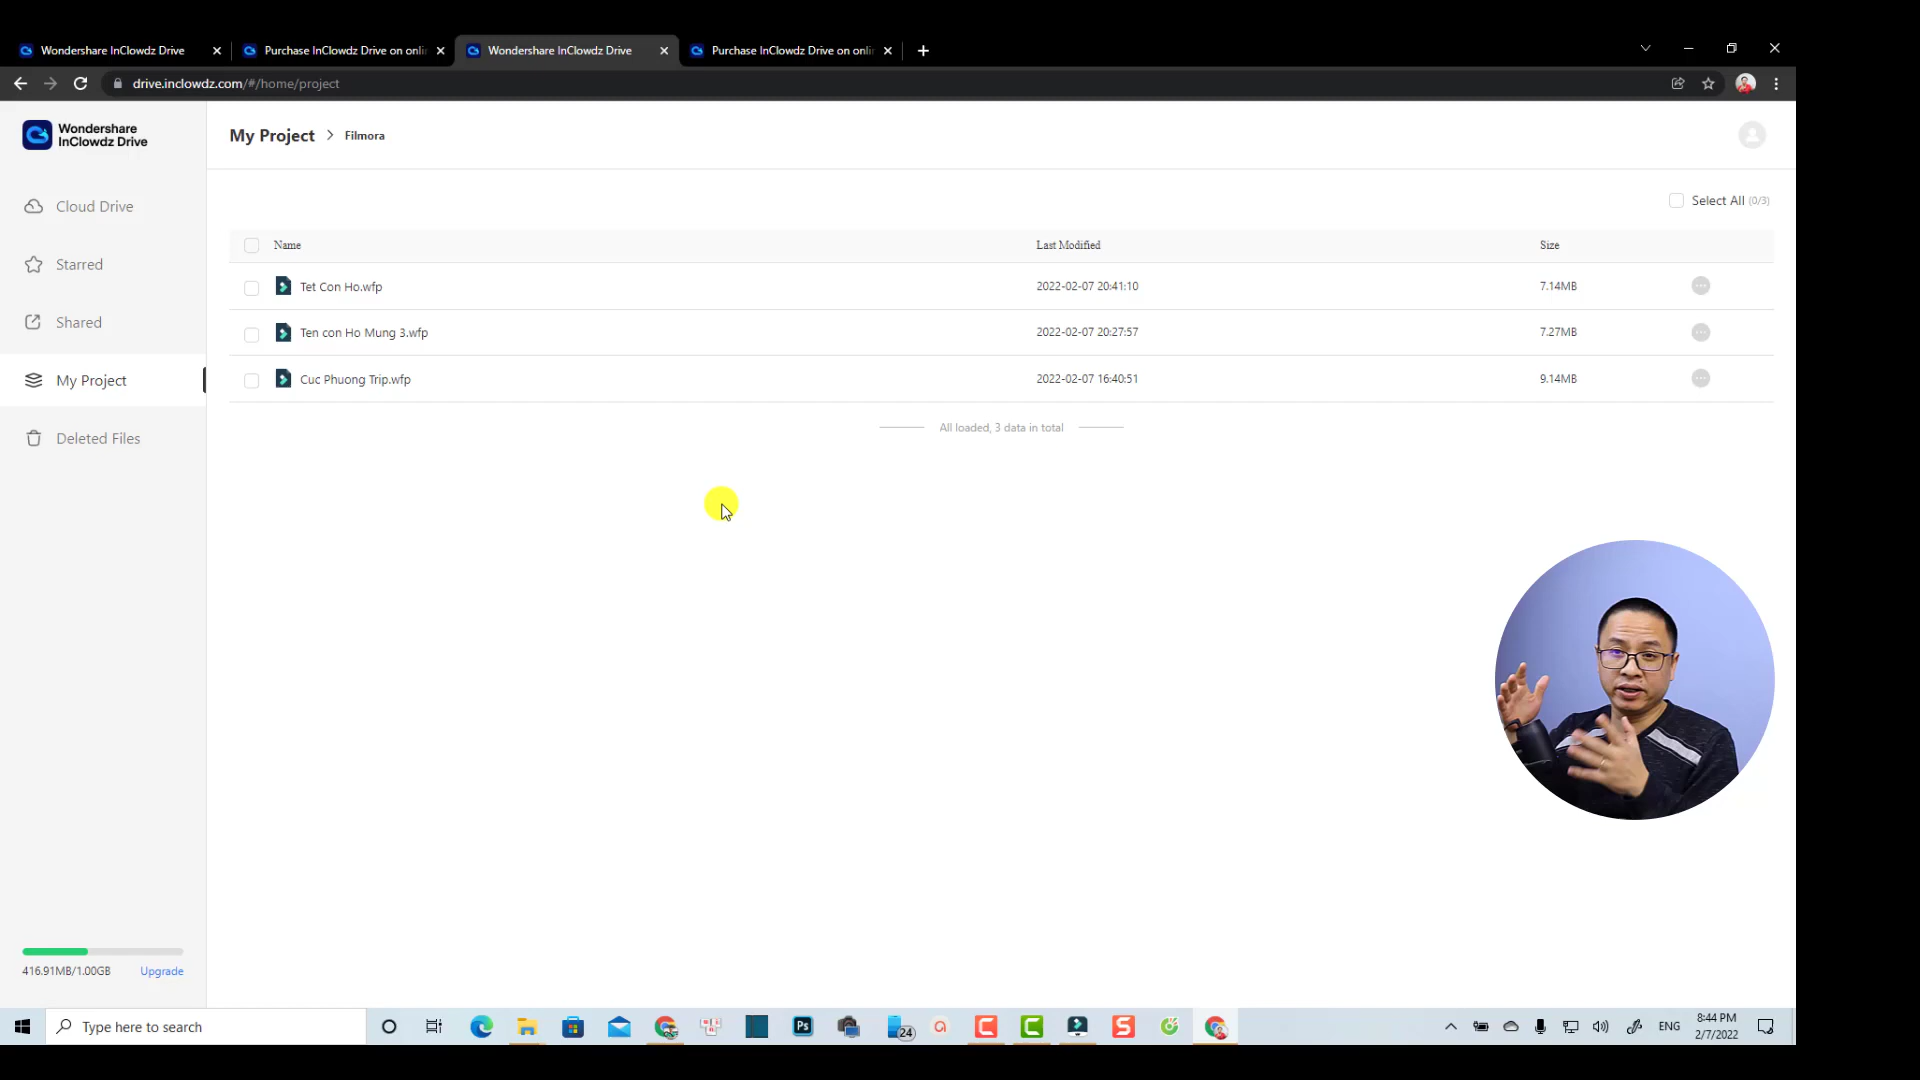 Wondershare InClowdz Drive
Purchase InClowdz Drive on onli
Wondershare InClowdz Drive
Purchase InClowdz Drive on onli
drive.inclowdz.com/#/home/project
Wondershare
InClowdz Drive
My Project > Filmora
Cloud Drive
Starred
Shared
My Project
Deleted Files
Select All (0/3)
Name Last Modified Size
Tet Con Ho.wfp 2022-02-07 20:41:10 7.14MB
Ten con Ho Mung 3.wfp 2022-02-07 20:27:57 7.27MB
Cuc Phuong Trip.wfp 2022-02-07 16:40:51 9.14MB
All loaded, 3 data in total
416.91MB/1.00GB Upgrade
Type here to search
Ps
24
ENG
8:44 PM
2/7/2022